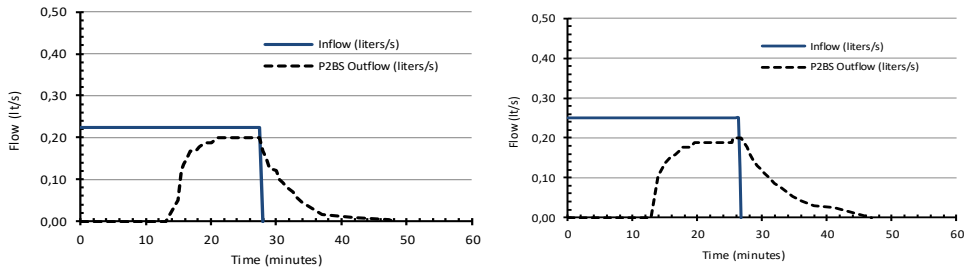 0,50
0,40
0,30
0,20
0,10
0,00
Flow (lt/s)
Inflow (liters/s)
P2BS Outflow (liters/s)
0 10 20 30 40 50 60
Time (minutes)
0,50
0,40
0,30
0,20
0,10
0,00
Flow (lt/s)
Inflow (liters/s)
P2BS Outflow (liters/s)
0 10 20 30 40 50 60
Time (minutes)